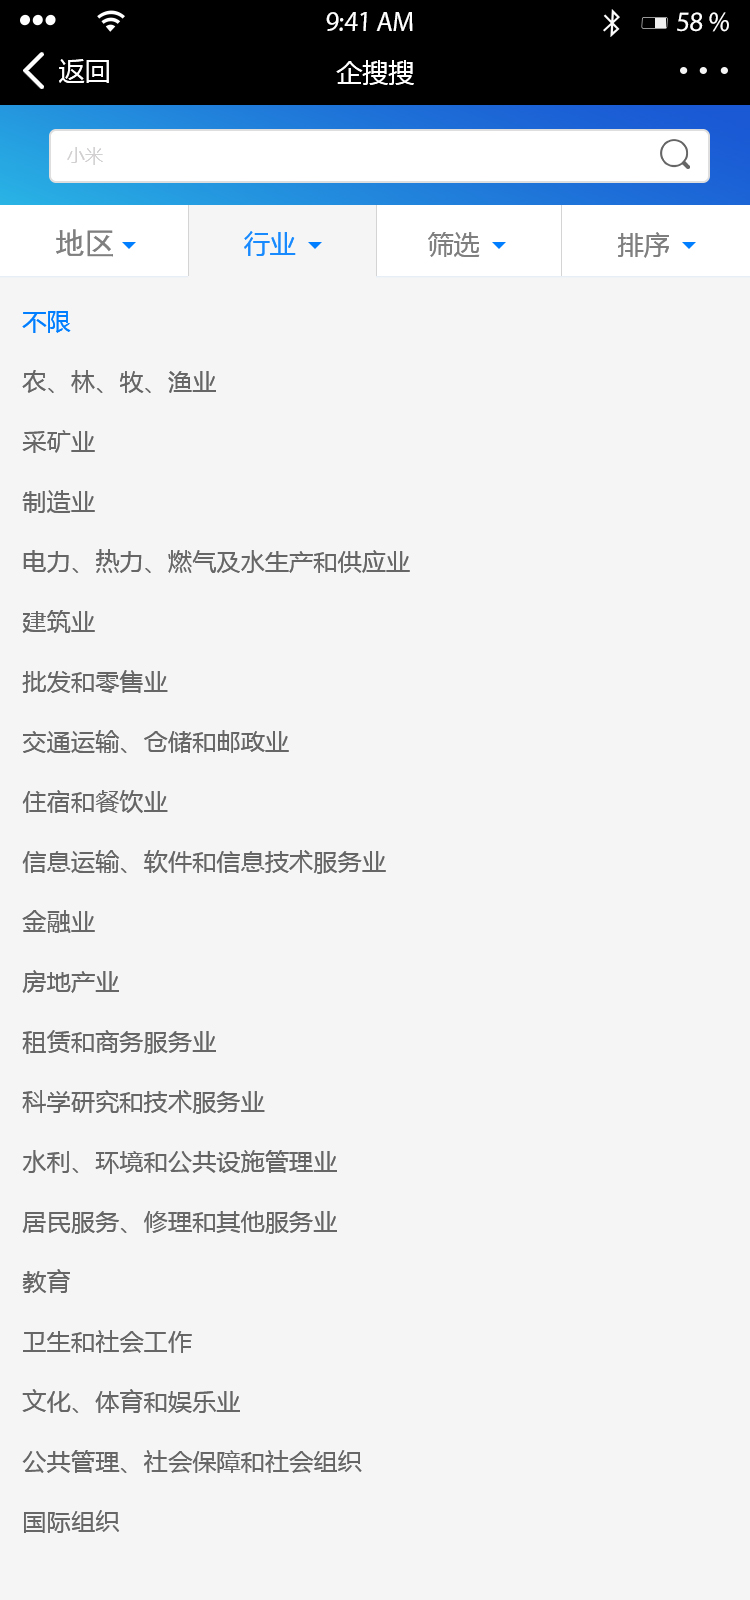 9:41 AM 58 %
返回 企搜搜
小米
地区 行业 筛选 排序
不限
农、林、牧、渔业
采矿业
制造业
电力、热力、燃气及水生产和供应业
建筑业
批发和零售业
交通运输、仓储和邮政业
住宿和餐饮业
信息运输、软件和信息技术服务业
金融业
房地产业
租赁和商务服务业
科学研究和技术服务业
水利、环境和公共设施管理业
居民服务、修理和其他服务业
教育
卫生和社会工作
文化、体育和娱乐业
公共管理、社会保障和社会组织
国际组织